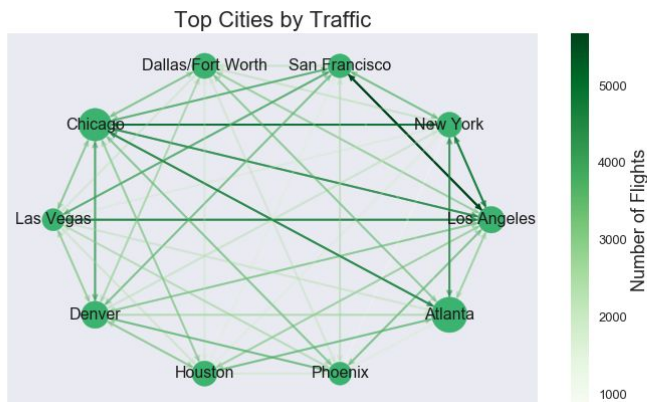 Top Cities by Traffic
Dallas/Fort Worth
San Francisco
Chicago
New York
Las Vegas
Los Angeles
Denver
Atlanta
Houston
Phoenix
5000
4000
3000
2000
1000
Number of Flights